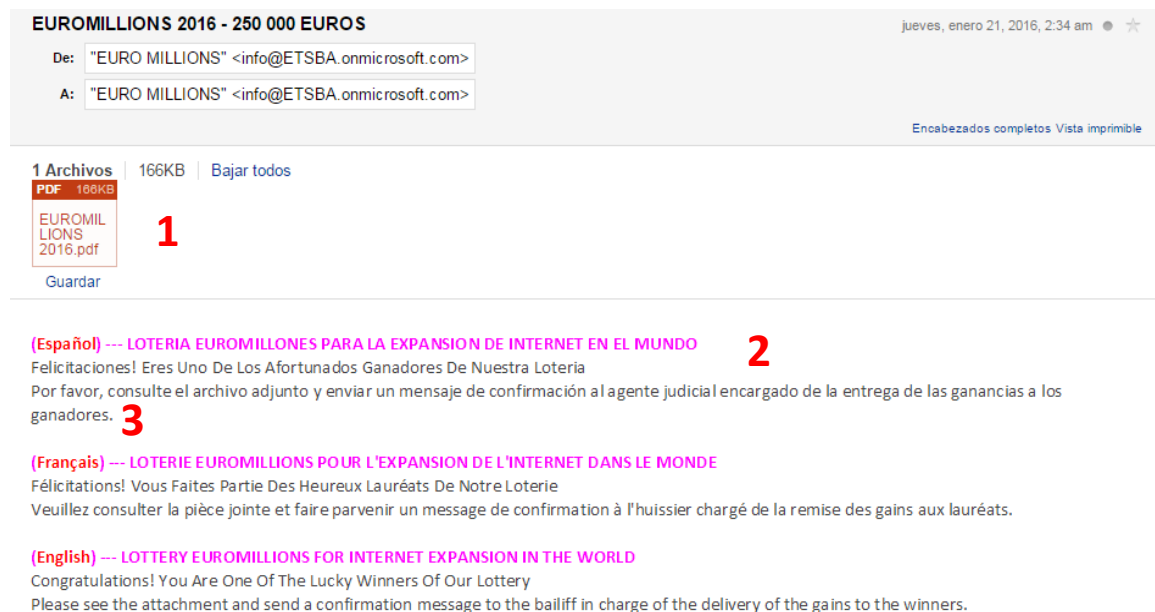 EUROMILLIONS 2016 - 250 000 EUROS
jueves, enero 21, 2016, 2:34 am
De: "EURO MILLIONS" <info@ETSBA.onmicrosoft.com>
A: "EURO MILLIONS" <info@ETSBA.onmicrosoft.com>
Encabezados completos Vista imprimible
1 Archivos 166KB Bajar todos
PDF 166KB
EUROMIL
LIONS
2016.pdf
1
Guardar
(Español) --- LOTERIA EUROMILLONES PARA LA EXPANSION DE INTERNET EN EL MUNDO
2
Felicitaciones! Eres Uno De Los Afortunados Ganadores De Nuestra Loteria
Por favor, consulte el archivo adjunto y enviar un mensaje de confirmación al agente judicial encargado de la entrega de las ganancias a los
ganadores.
3
(Français) --- LOTERIE EUROMILLIONS POUR L'EXPANSION DE L'INTERNET DANS LE MONDE
Félicitations! Vous Faites Partie Des Heureux Lauréats De Notre Loterie
Veuillez consulter la pièce jointe et faire parvenir un message de confirmation à l'huissier chargé de la remise des gains aux lauréats.
(English) --- LOTTERY EUROMILLIONS FOR INTERNET EXPANSION IN THE WORLD
Congratulations! You Are One Of The Lucky Winners Of Our Lottery
Please see the attachment and send a confirmation message to the bailiff in charge of the delivery of the gains to the winners.